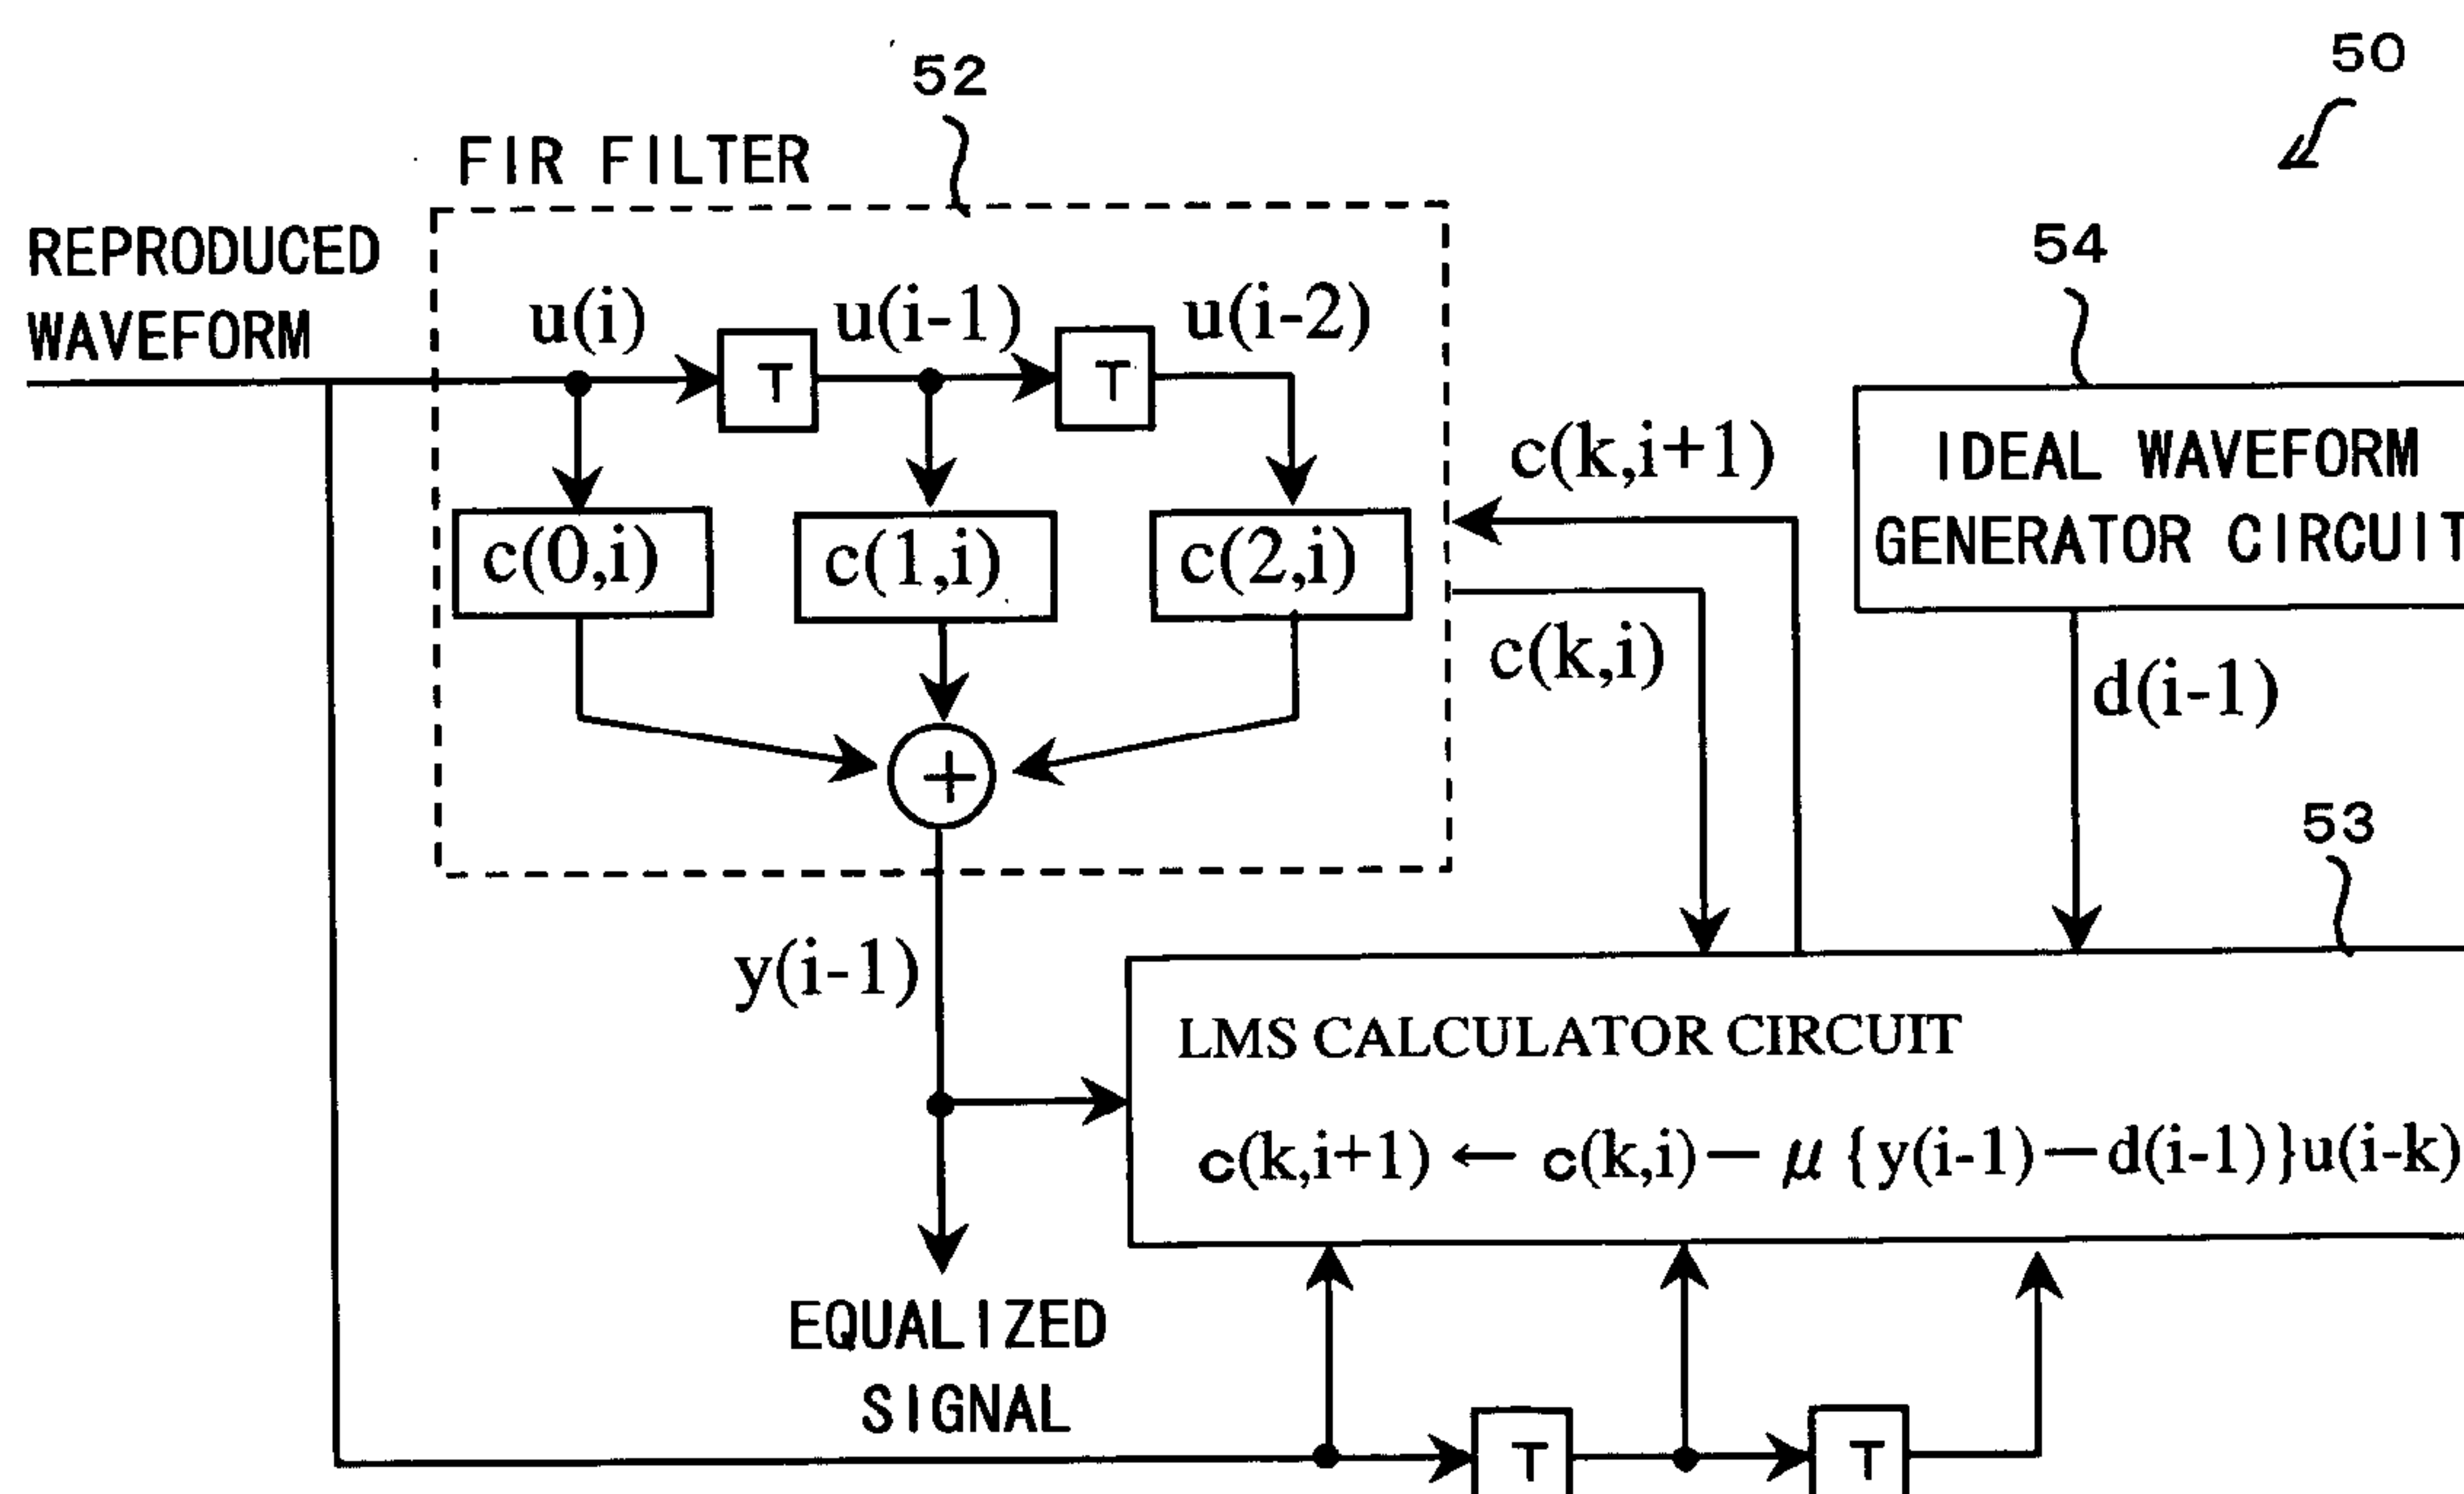 50
52
FIR FILTER
REPRODUCED
WAVEFORM
u(i)
u(i-1)
u(i-2)
T
T
c(0,i)
c(1,i)
c(2,i)
+
c(k,i+1)
c(k,i)
54
IDEAL WAVEFORM
GENERATOR CIRCUIT
d(i-1)
53
y(i-1)
LMS CALCULATOR CIRCUIT
c(k,i+1) ← c(k,i) — μ {y(i-1) — d(i-1)}u(i-k)
EQUALIZED
SIGNAL
T
T